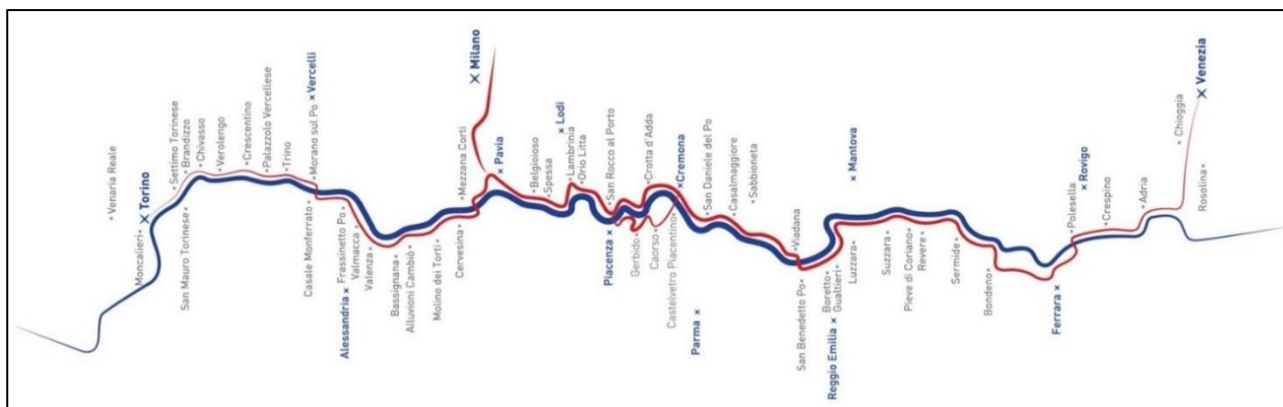 Venaria Reale
Moncalieri
Torino
Settimo Torinese
Brandizzo
San Mauro Torinese
Chivasso
Verolengo
Crescentino
Palazzolo Vercellese
Trino
Morano sul Po
Vercelli
Casale Monferrato
Frassinetto Po
Alessandria
Valmacca
Valenza
Bassignana
Alluvioni Cambiò
Molino dei Torti
Cervesina
Mezzana Corti
Milano
Pavia
Belgioioso
Spessa
Lodi
Lambrinia
Orio Litta
San Rocco al Porto
Piacenza
Gerbido
Caorso
Crotta d'Adda
Castelvetro Piacentino
Cremona
Parma
San Daniele del Po
Casalmaggiore
Sabbioneta
Viadana
San Benedetto Po
Boretto
Reggio Emilia
Gualtieri
Luzzara
Mantova
Suzzara
Pieve di Coriano
Revere
Sermide
Bondeno
Ferrara
Polesella
Rovigo
Crespino
Adria
Chioggia
Venezia
Rosolina